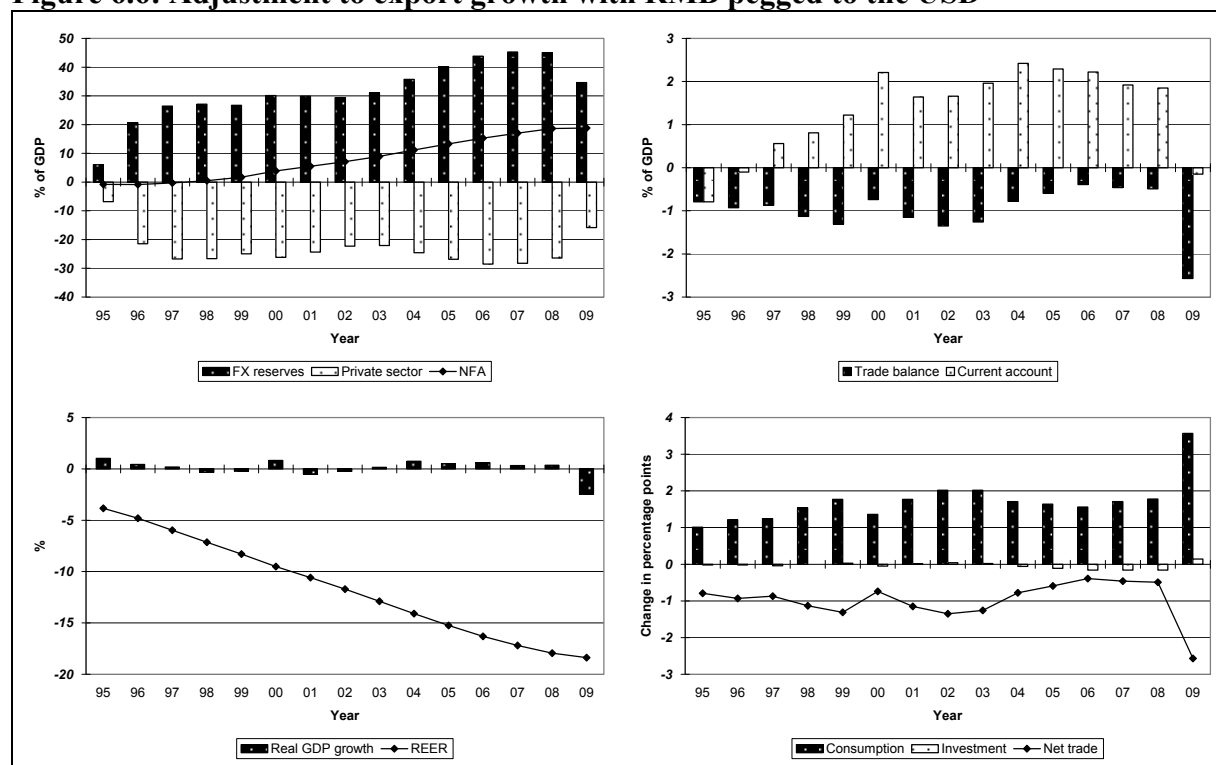 Figure Adjustment to export growth with RMB pegged to the USD
50
40
30
20
10
0
-10
-20
-30
-40
% of GDP
95 96 97 98 99 00 01 02 03 04 05 06 07 08 09
Year
FX reserves Private sector NFA
3
2
1
0
-1
-2
-3
% of GDP
95 96 97 98 99 00 01 02 03 04 05 06 07 08 09
Year
Trade balance Current account
5
0
-5
-10
-15
-20
%
95 96 97 98 99 00 01 02 03 04 05 06 07 08 09
Year
Real GDP growth REER
4
3
2
1
0
-1
-2
-3
Change in percentage points
95 96 97 98 99 00 01 02 03 04 05 06 07 08 09
Year
Consumption Investment Net trade